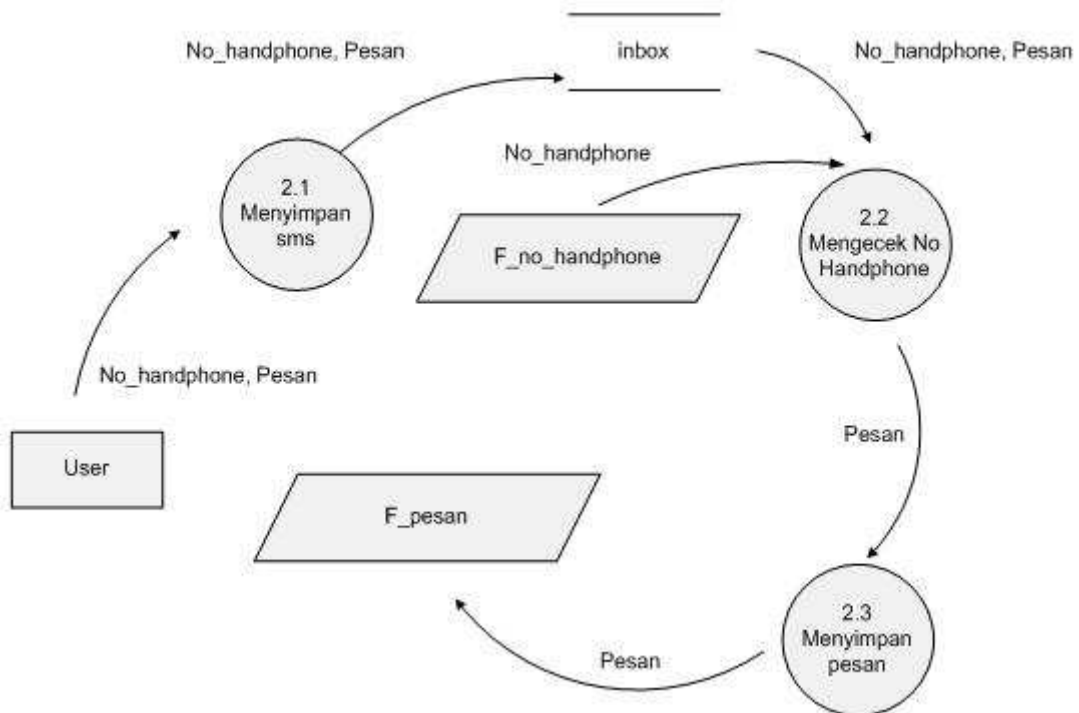 No_handphone, Pesan
inbox
No_handphone, Pesan
No_handphone
2.1
Menyimpan
sms
2.2
Mengecek No
Handphone
F_no_handphone
No_handphone, Pesan
User
Pesan
F_pesan
2.3
Menyimpan
pesan
Pesan